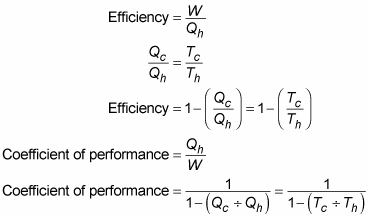 Efficiency = W / Q_h
Q_c / Q_h = T_c / T_h
Efficiency = 1 − (Q_c / Q_h) = 1 − (T_c / T_h)
Coefficient of performance = Q_h / W
Coefficient of performance = 1 / 1 − (Q_c ÷ Q_h) = 1 / 1 − (T_c ÷ T_h)